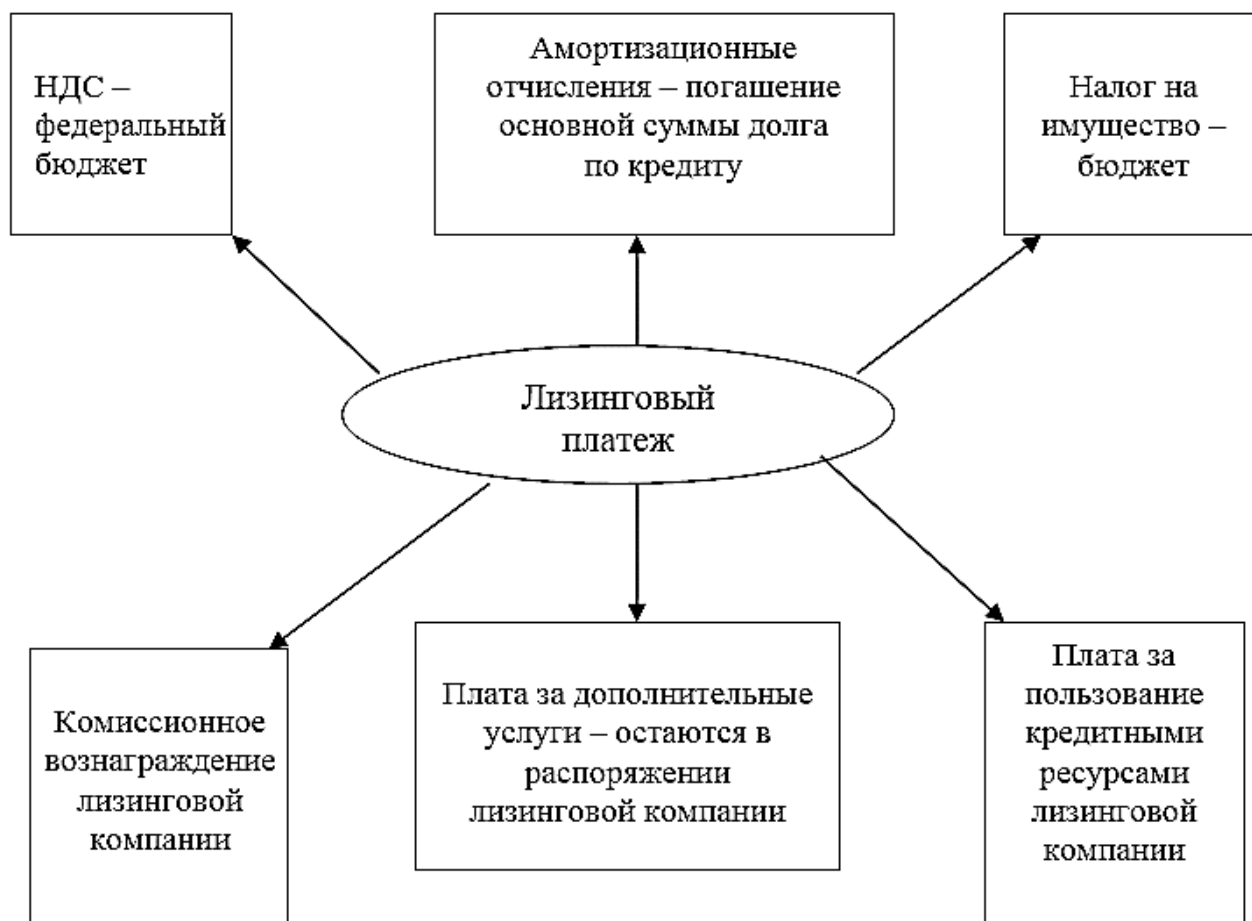 НДС –
федеральный
бюджет
Амортизационные
отчисления – погашение
основной суммы долга
по кредиту
Налог на
имущество –
бюджет
Лизинговый
платеж
Комиссионное
вознаграждение
лизинговой
компании
Плата за дополнительные
услуги – остаются в
распоряжении
лизинговой компании
Плата за
пользование
кредитными
ресурсами
лизинговой
компании